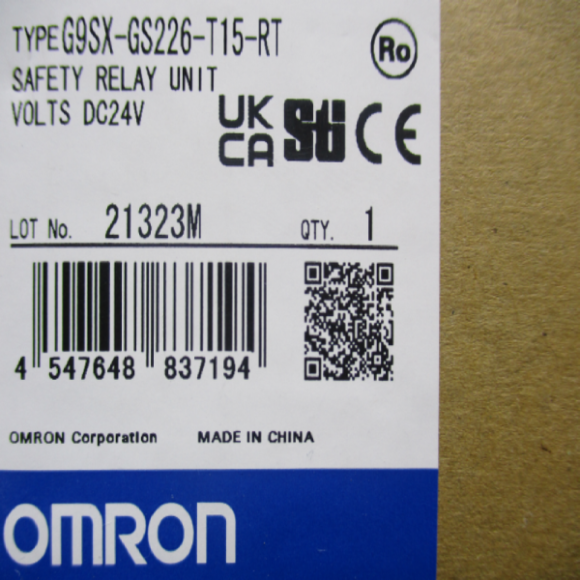 TYPE G9SX-GS226-T15-RT
Ro
SAFETY RELAY UNIT
VOLTS DC24V
UK
CA
Sti
CE
LOT No. 21323M QTY. 1
4 547648 837194
OMRON Corporation MADE IN CHINA
OMRON